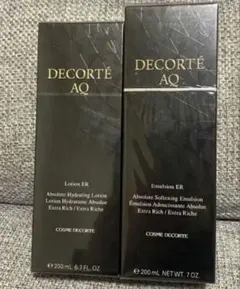 DECORTÉ
AQ
Lotion ER
Absolute Hydrating Lotion
Lotion Hydratante Absolue
Extra Rich / Extra Riche
COSME DECORTE
℮ 200 mL 6.7 FL. OZ.
DECORTÉ
AQ
Emulsion ER
Absolute Softening Emulsion
Emulsion Adoucissante Absolue
Extra Rich / Extra Riche
COSME DECORTE
℮ 200 mL NET WT. 7 OZ.